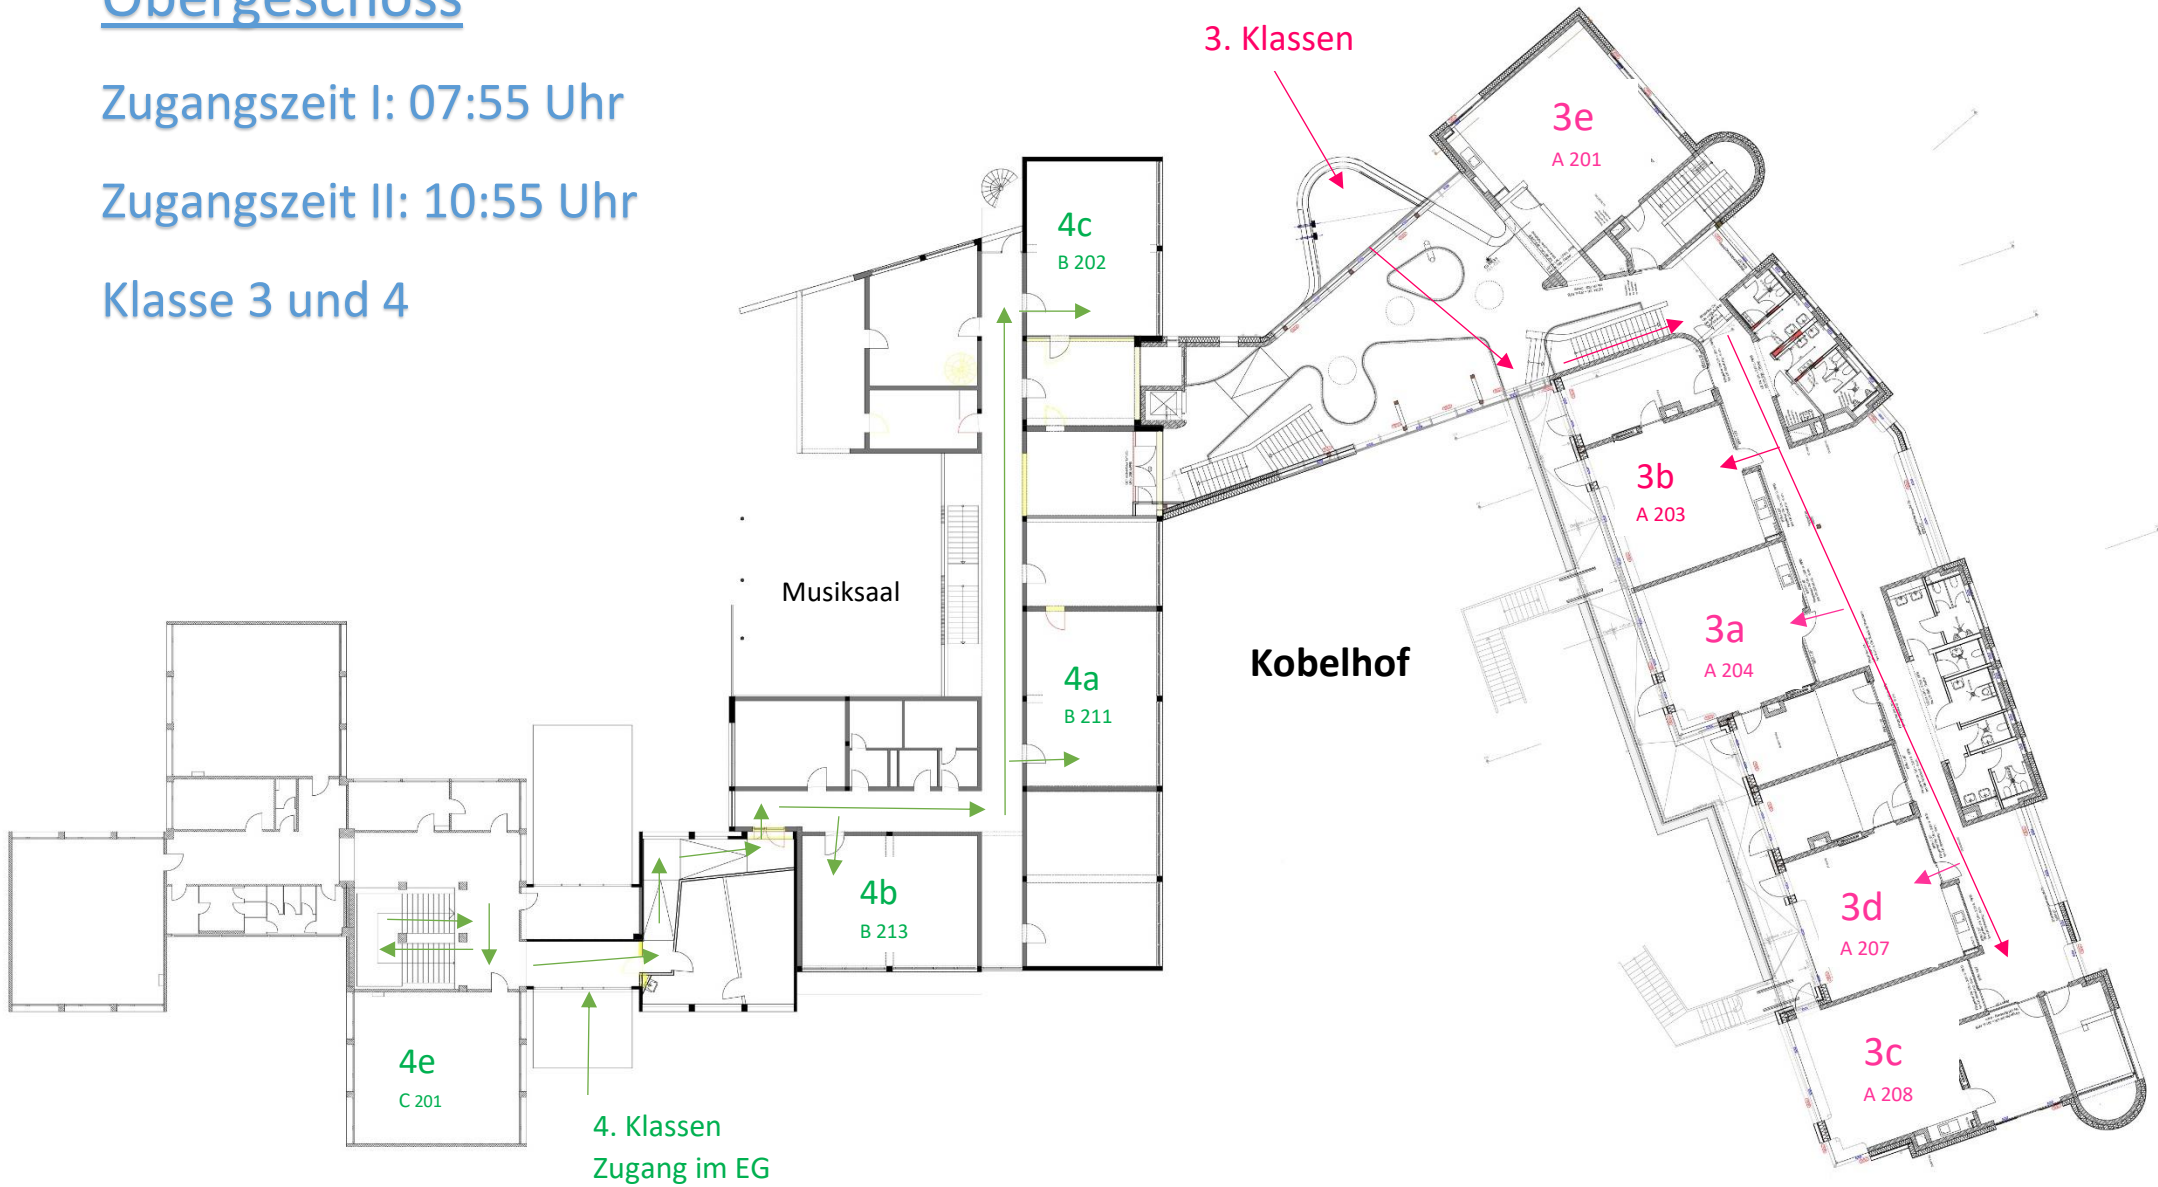 Obergeschoss
Zugangszeit I: 07:55 Uhr
Zugangszeit II: 10:55 Uhr
Klasse 3 und 4
3. Klassen
3e
A 201
4c
B 202
3b
A 203
Musiksaal
3a
A 204
Kobelhof
4a
B 211
4b
B 213
3d
A 207
4e
C 201
3c
A 208
4. Klassen
Zugang im EG